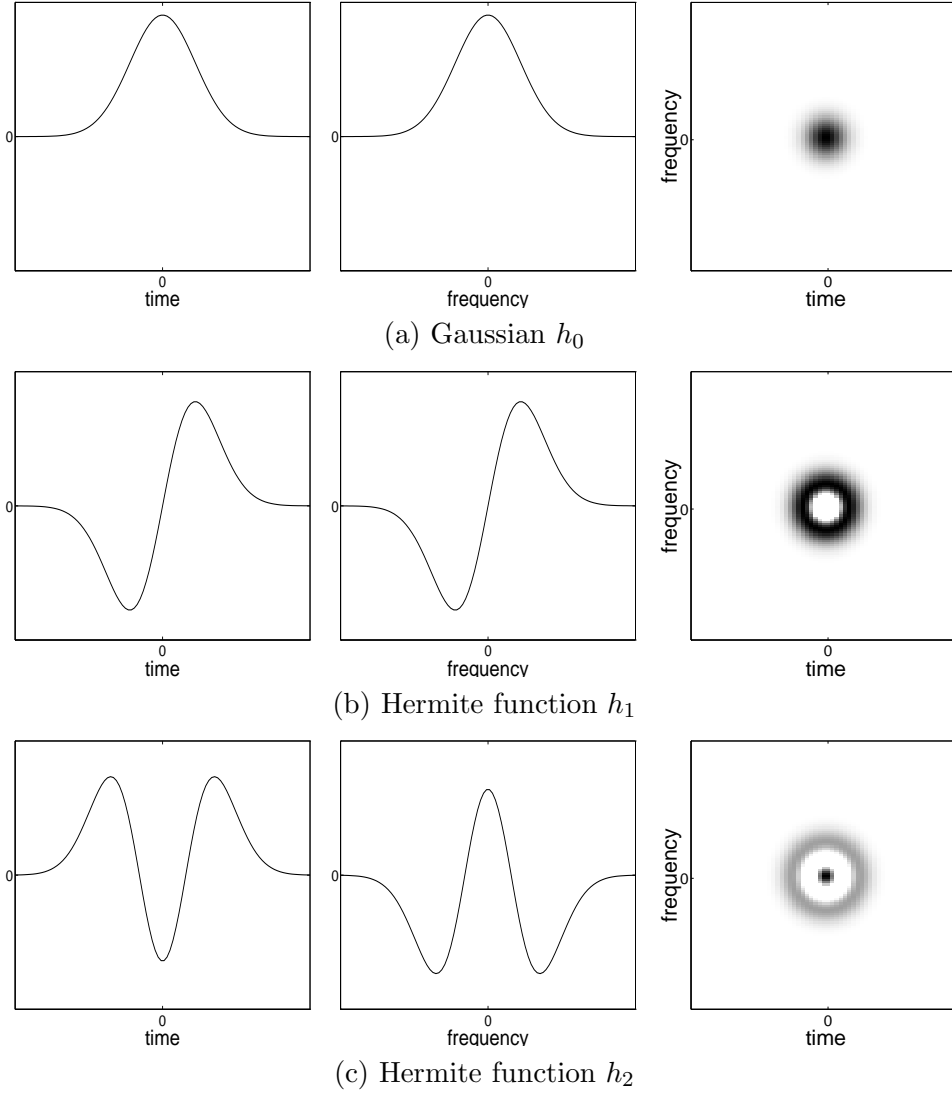 0
0
time
0
frequency
frequency
0
0
time
(a) Gaussian h₀
0
0
time
0
frequency
frequency
0
0
time
(b) Hermite function h₁
0
0
time
0
frequency
frequency
0
0
time
(c) Hermite function h₂